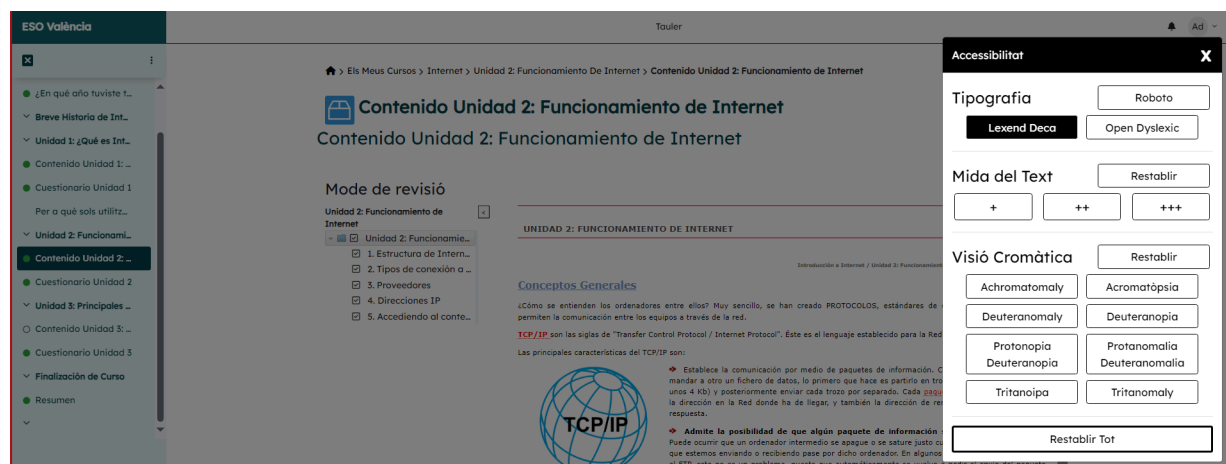 ESO València
Tauler
Ad
¿En qué año tuviste t...
Breve Historia de Int...
Unidad 1: ¿Qué es Int...
Contenido Unidad 1: ...
Cuestionario Unidad 1
Per a què sols utilitz...
Unidad 2: Funcionami...
Contenido Unidad 2: ...
Cuestionario Unidad 2
Unidad 3: Principales ...
Contenido Unidad 3: ...
Cuestionario Unidad 3
Finalización de Curso
Resumen
> Els Meus Cursos > Internet > Unidad 2: Funcionamiento De Internet > Contenido Unidad 2: Funcionamiento de Internet
Contenido Unidad 2: Funcionamiento de Internet
Contenido Unidad 2: Funcionamiento de Internet
Mode de revisió
Unidad 2: Funcionamiento de
Internet
Unidad 2: Funcionamie...
1. Estructura de Intern...
2. Tipos de conexión a ...
3. Proveedores
4. Direcciones IP
5. Accediendo al conte...
<
UNIDAD 2: FUNCIONAMIENTO DE INTERNET
Introducción a Internet / Unidad 2: Funcionamien
Conceptos Generales
¿Cómo se entienden los ordenadores entre ellos? Muy sencillo, se han creado PROTOCOLOS, estándares de
permiten la comunicación entre los equipos a través de la red.
TCP/IP son las siglas de "Transfer Control Protocol / Internet Protocol". Éste es el lenguaje establecido para la Red
Las principales características del TCP/IP son:
TCP/IP
Establece la comunicación por medio de paquetes de información. C
mandar a otro un fichero de datos, lo primero que hace es partirlo en tro
unos 4 Kb) y posteriormente enviar cada trozo por separado. Cada paqu
la dirección en la Red donde ha de llegar, y también la dirección de re
respuesta.
Admite la posibilidad de que algún paquete de información
Puede ocurrir que un ordenador intermedio se apague o se sature justo cu
que estemos enviando o recibiendo pase por dicho ordenador. En algunos
Accessibilitat
X
Tipografia
Roboto
Lexend Deca
Open Dyslexic
Mida del Text
Restablir
+
++
+++
Visió Cromàtica
Restablir
Achromatomaly
Acromatòpsia
Deuteranomaly
Deuteranopia
Protonopia
Deuteranopia
Protanomalia
Deuteranomalia
Tritanoipa
Tritanomaly
Restablir Tot